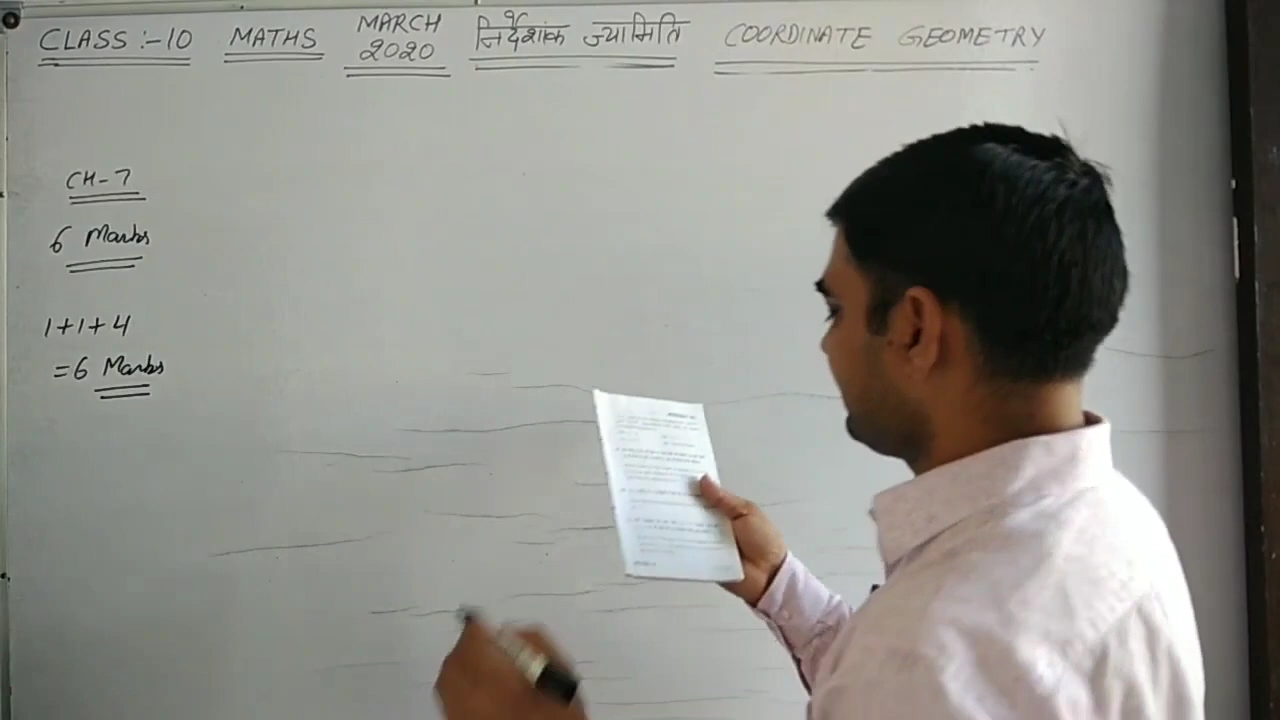 CLASS :- 10 MATHS MARCH 2020 निर्देशांक ज्यामिति COORDINATE GEOMETRY
CH-7
6 Marks
1+1+4
=6 Marks